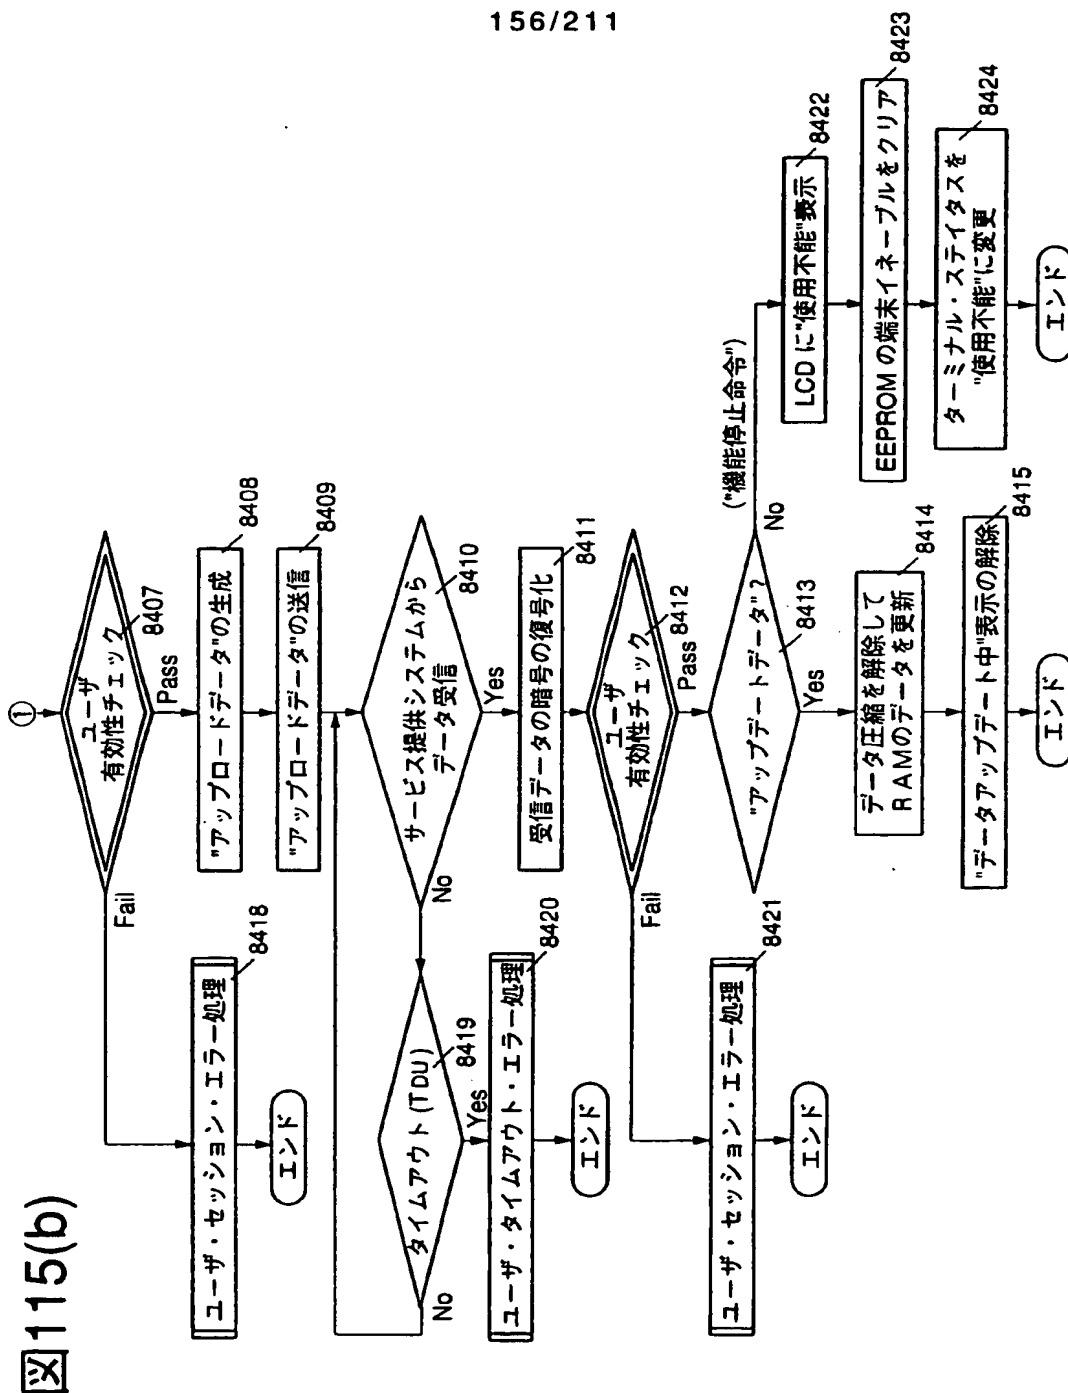 156/211
図115(b)
①
ユーザ
有効性チェック
8407
Fail
Pass
"アップロードデータ"の生成
8408
"アップロードデータ"の送信
8409
サービス提供システムから
データ受信
8410
No
Yes
受信データの暗号の復号化
8411
ユーザ
有効性チェック
8412
Fail
Pass
"アップデートデータ"?
8413
No
("機能停止命令")
Yes
データ圧縮を解除して
RAMのデータを更新
8414
"データアップデート中"表示の解除
8415
エンド
ユーザ・セッション・エラー処理
8418
エンド
タイムアウト(TDU)
8419
No
Yes
ユーザ・タイムアウト・エラー処理
8420
エンド
ユーザ・セッション・エラー処理
8421
エンド
LCDに"使用不能"表示
8422
EEPROMの端末イネーブルをクリア
8423
ターミナル・ステイタスを
"使用不能"に変更
8424
エンド